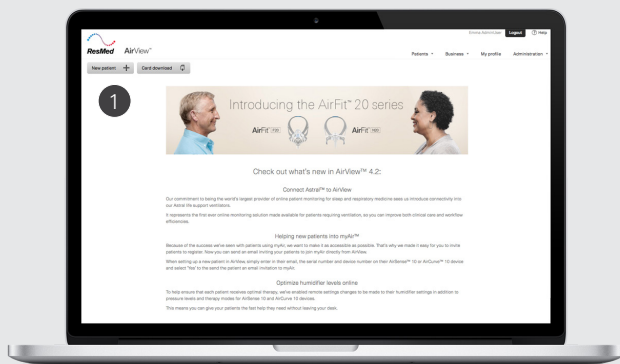 Emma AdminUser Logout Help
ResMed AirView™
Patients Business My profile Administration
New patient + Card download
1
Introducing the AirFit™ 20 series
AirFit™ F20 AirFit™ N20
Check out what's new in AirView™ 4.2:
Connect Astral™ to AirView
Our commitment to being the world's largest provider of online patient monitoring for sleep and respiratory medicine sees us introduce connectivity into
our Astral life support ventilators.
It represents the first ever online monitoring solution made available for patients requiring ventilation, so you can improve both clinical care and workflow
efficiencies.
Helping new patients into myAir™
Because of the success we've seen with patients using myAir, we want to make it as accessible as possible. That's why we made it easy for you to invite
patients to register. Now you can send an email inviting your patients to join myAir directly from AirView.
When setting up a new patient in AirView, simply enter in their email, the serial number and device number on their AirSense™ 10 or AirCurve™ 10 device
and select 'Yes' to the send the patient an email invitation to myAir.
Optimize humidifier levels online
To help ensure that each patient receives optimal therapy, we've enabled remote settings changes to be made to their humidifier settings in addition to
pressure levels and therapy modes for AirSense 10 and AirCurve 10 devices.
This means you can give your patients the fast help they need without leaving your desk.